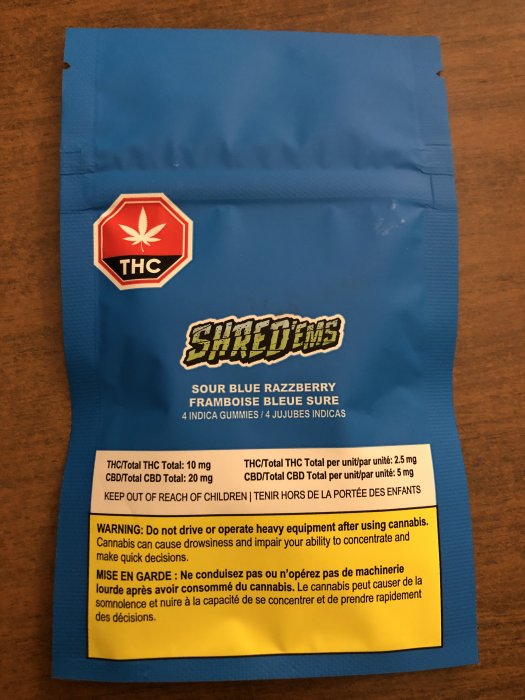 THC
SHRED'EMS
SOUR BLUE RAZZBERRY
FRAMBOISE BLEUE SURE
4 INDICA GUMMIES / 4 JUJUBES INDICAS
THC/Total THC Total: 10 mg THC/Total THC Total per unit/par unité: 2.5 mg
CBD/Total CBD Total: 20 mg CBD/Total CBD Total per unit/par unité: 5 mg
KEEP OUT OF REACH OF CHILDREN | TENIR HORS DE LA PORTÉE DES ENFANTS
WARNING: Do not drive or operate heavy equipment after using cannabis.
Cannabis can cause drowsiness and impair your ability to concentrate and
make quick decisions.
MISE EN GARDE : Ne conduisez pas ou n'opérez pas de machinerie
lourde après avoir consommé du cannabis. Le cannabis peut causer de la
somnolence et nuire à la capacité de se concentrer et de prendre rapidement
des décisions.